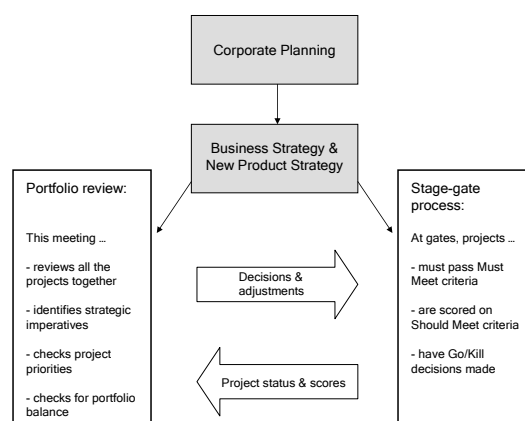 Corporate Planning
Business Strategy &
New Product Strategy
Portfolio review:
This meeting ...
- reviews all the
projects together
- identifies strategic
imperatives
- checks project
priorities
- checks for portfolio
balance
Decisions &
adjustments
Project status & scores
Stage-gate
process:
At gates, projects ...
- must pass Must
Meet criteria
- are scored on
Should Meet criteria
- have Go/Kill
decisions made